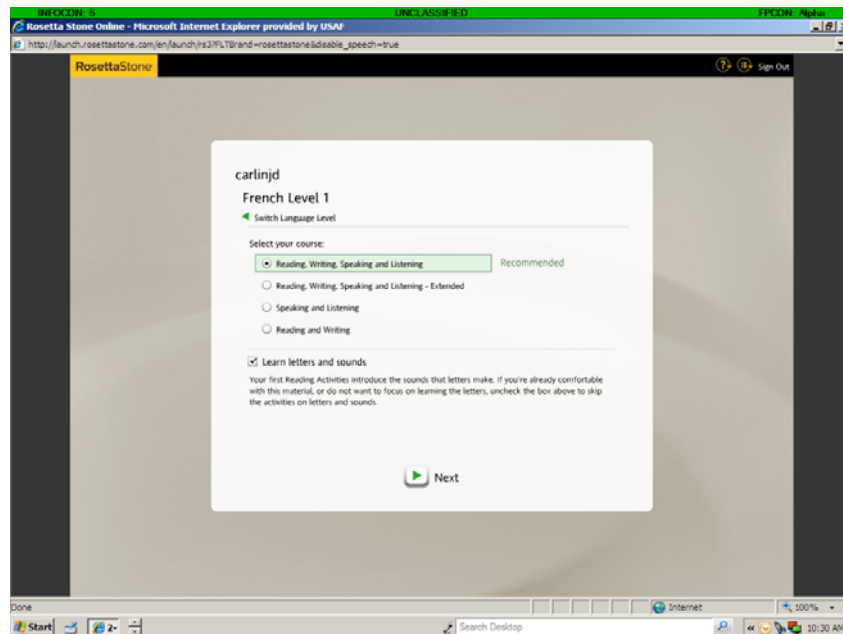 INFOCON: 5 UNCLASSIFIED FPCON: Alpha
Rosetta Stone Online - Microsoft Internet Explorer provided by USAF
http://launch.rosettastone.com/en/launch/rs3?FLTBrand=rosettastone&disable_speech=true
RosettaStone Sign Out
carlinjd
French Level 1
Switch Language Level
Select your course:
Reading, Writing, Speaking and Listening Recommended
Reading, Writing, Speaking and Listening - Extended
Speaking and Listening
Reading and Writing
Learn letters and sounds
Your first Reading Activities introduce the sounds that letters make. If you're already comfortable
with this material, or do not want to focus on learning the letters, uncheck the box above to skip
the activities on letters and sounds.
Next
Done Internet 100%
Start 2 Search Desktop 10:30 AM